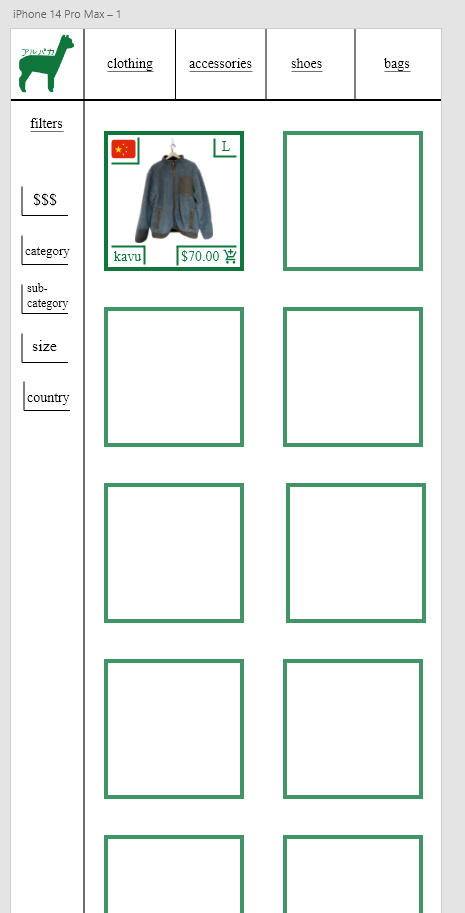 iPhone 14 Pro Max – 1
アルパカ
clothing
accessories
shoes
bags
filters
$$$
category
sub-
category
size
country
L
kavu
$70.00